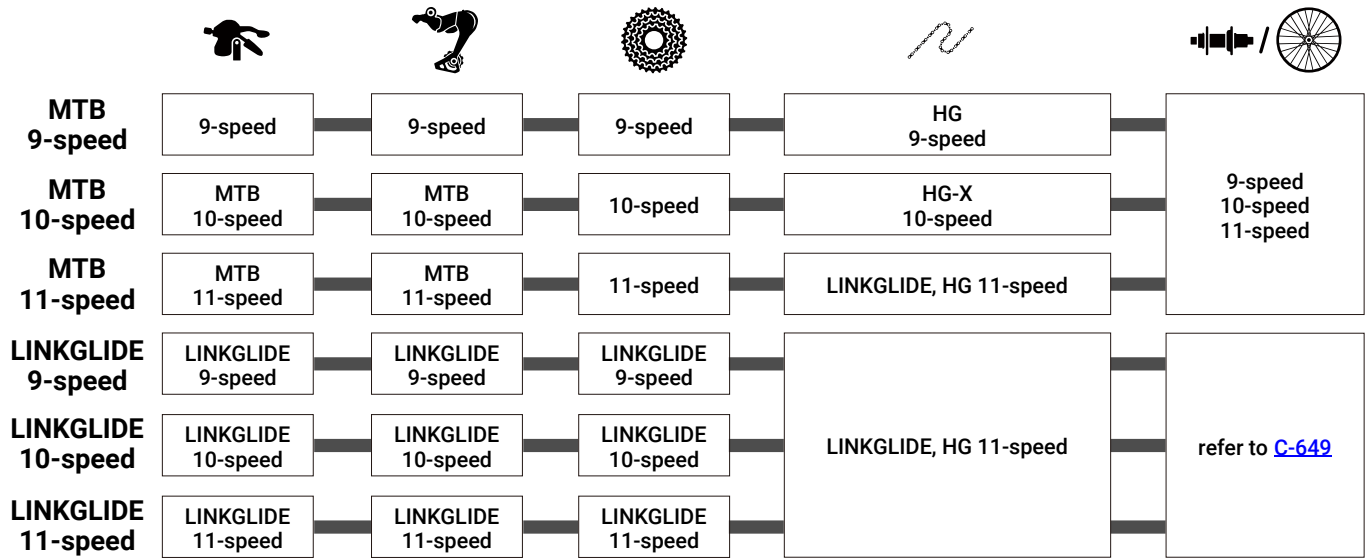 MTB
9-speed
9-speed
9-speed
9-speed
HG
9-speed
MTB
10-speed
MTB
10-speed
MTB
10-speed
10-speed
HG-X
10-speed
9-speed
10-speed
11-speed
MTB
11-speed
MTB
11-speed
MTB
11-speed
11-speed
LINKGLIDE, HG 11-speed
LINKGLIDE
9-speed
LINKGLIDE
9-speed
LINKGLIDE
9-speed
LINKGLIDE
9-speed
LINKGLIDE
10-speed
LINKGLIDE
10-speed
LINKGLIDE
10-speed
LINKGLIDE
10-speed
LINKGLIDE, HG 11-speed
refer to C-649
LINKGLIDE
11-speed
LINKGLIDE
11-speed
LINKGLIDE
11-speed
LINKGLIDE
11-speed